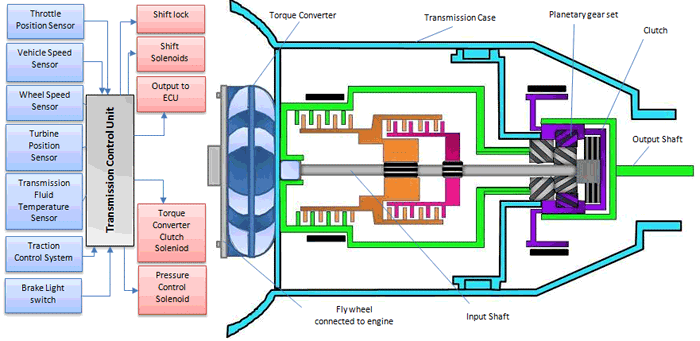 Throttle
Position Sensor
Vehicle Speed
Sensor
Wheel Speed
Sensor
Turbine
Position
Sensor
Transmission
Fluid
Temperature
Sensor
Traction
Control System
Brake Light
switch
Transmission Control Unit
Shift lock
Shift
Solenoids
Output to
ECU
Torque
Converter
Clutch
Soleniod
Pressure
Control
Solenoid
Torque Converter
Transmission Case
Planetary gear set
Clutch
Output Shaft
Input Shaft
Fly wheel
connected to engine